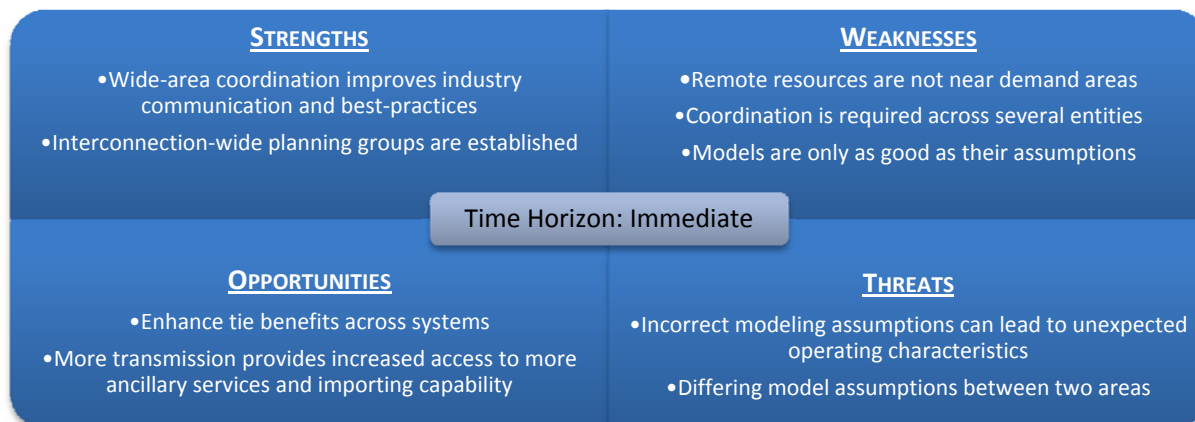 STRENGTHS
•Wide-area coordination improves industry
communication and best-practices
•Interconnection-wide planning groups are established
WEAKNESSES
•Remote resources are not near demand areas
•Coordination is required across several entities
•Models are only as good as their assumptions
Time Horizon: Immediate
OPPORTUNITIES
•Enhance tie benefits across systems
•More transmission provides increased access to more
ancillary services and importing capability
THREATS
•Incorrect modeling assumptions can lead to unexpected
operating characteristics
•Differing model assumptions between two areas